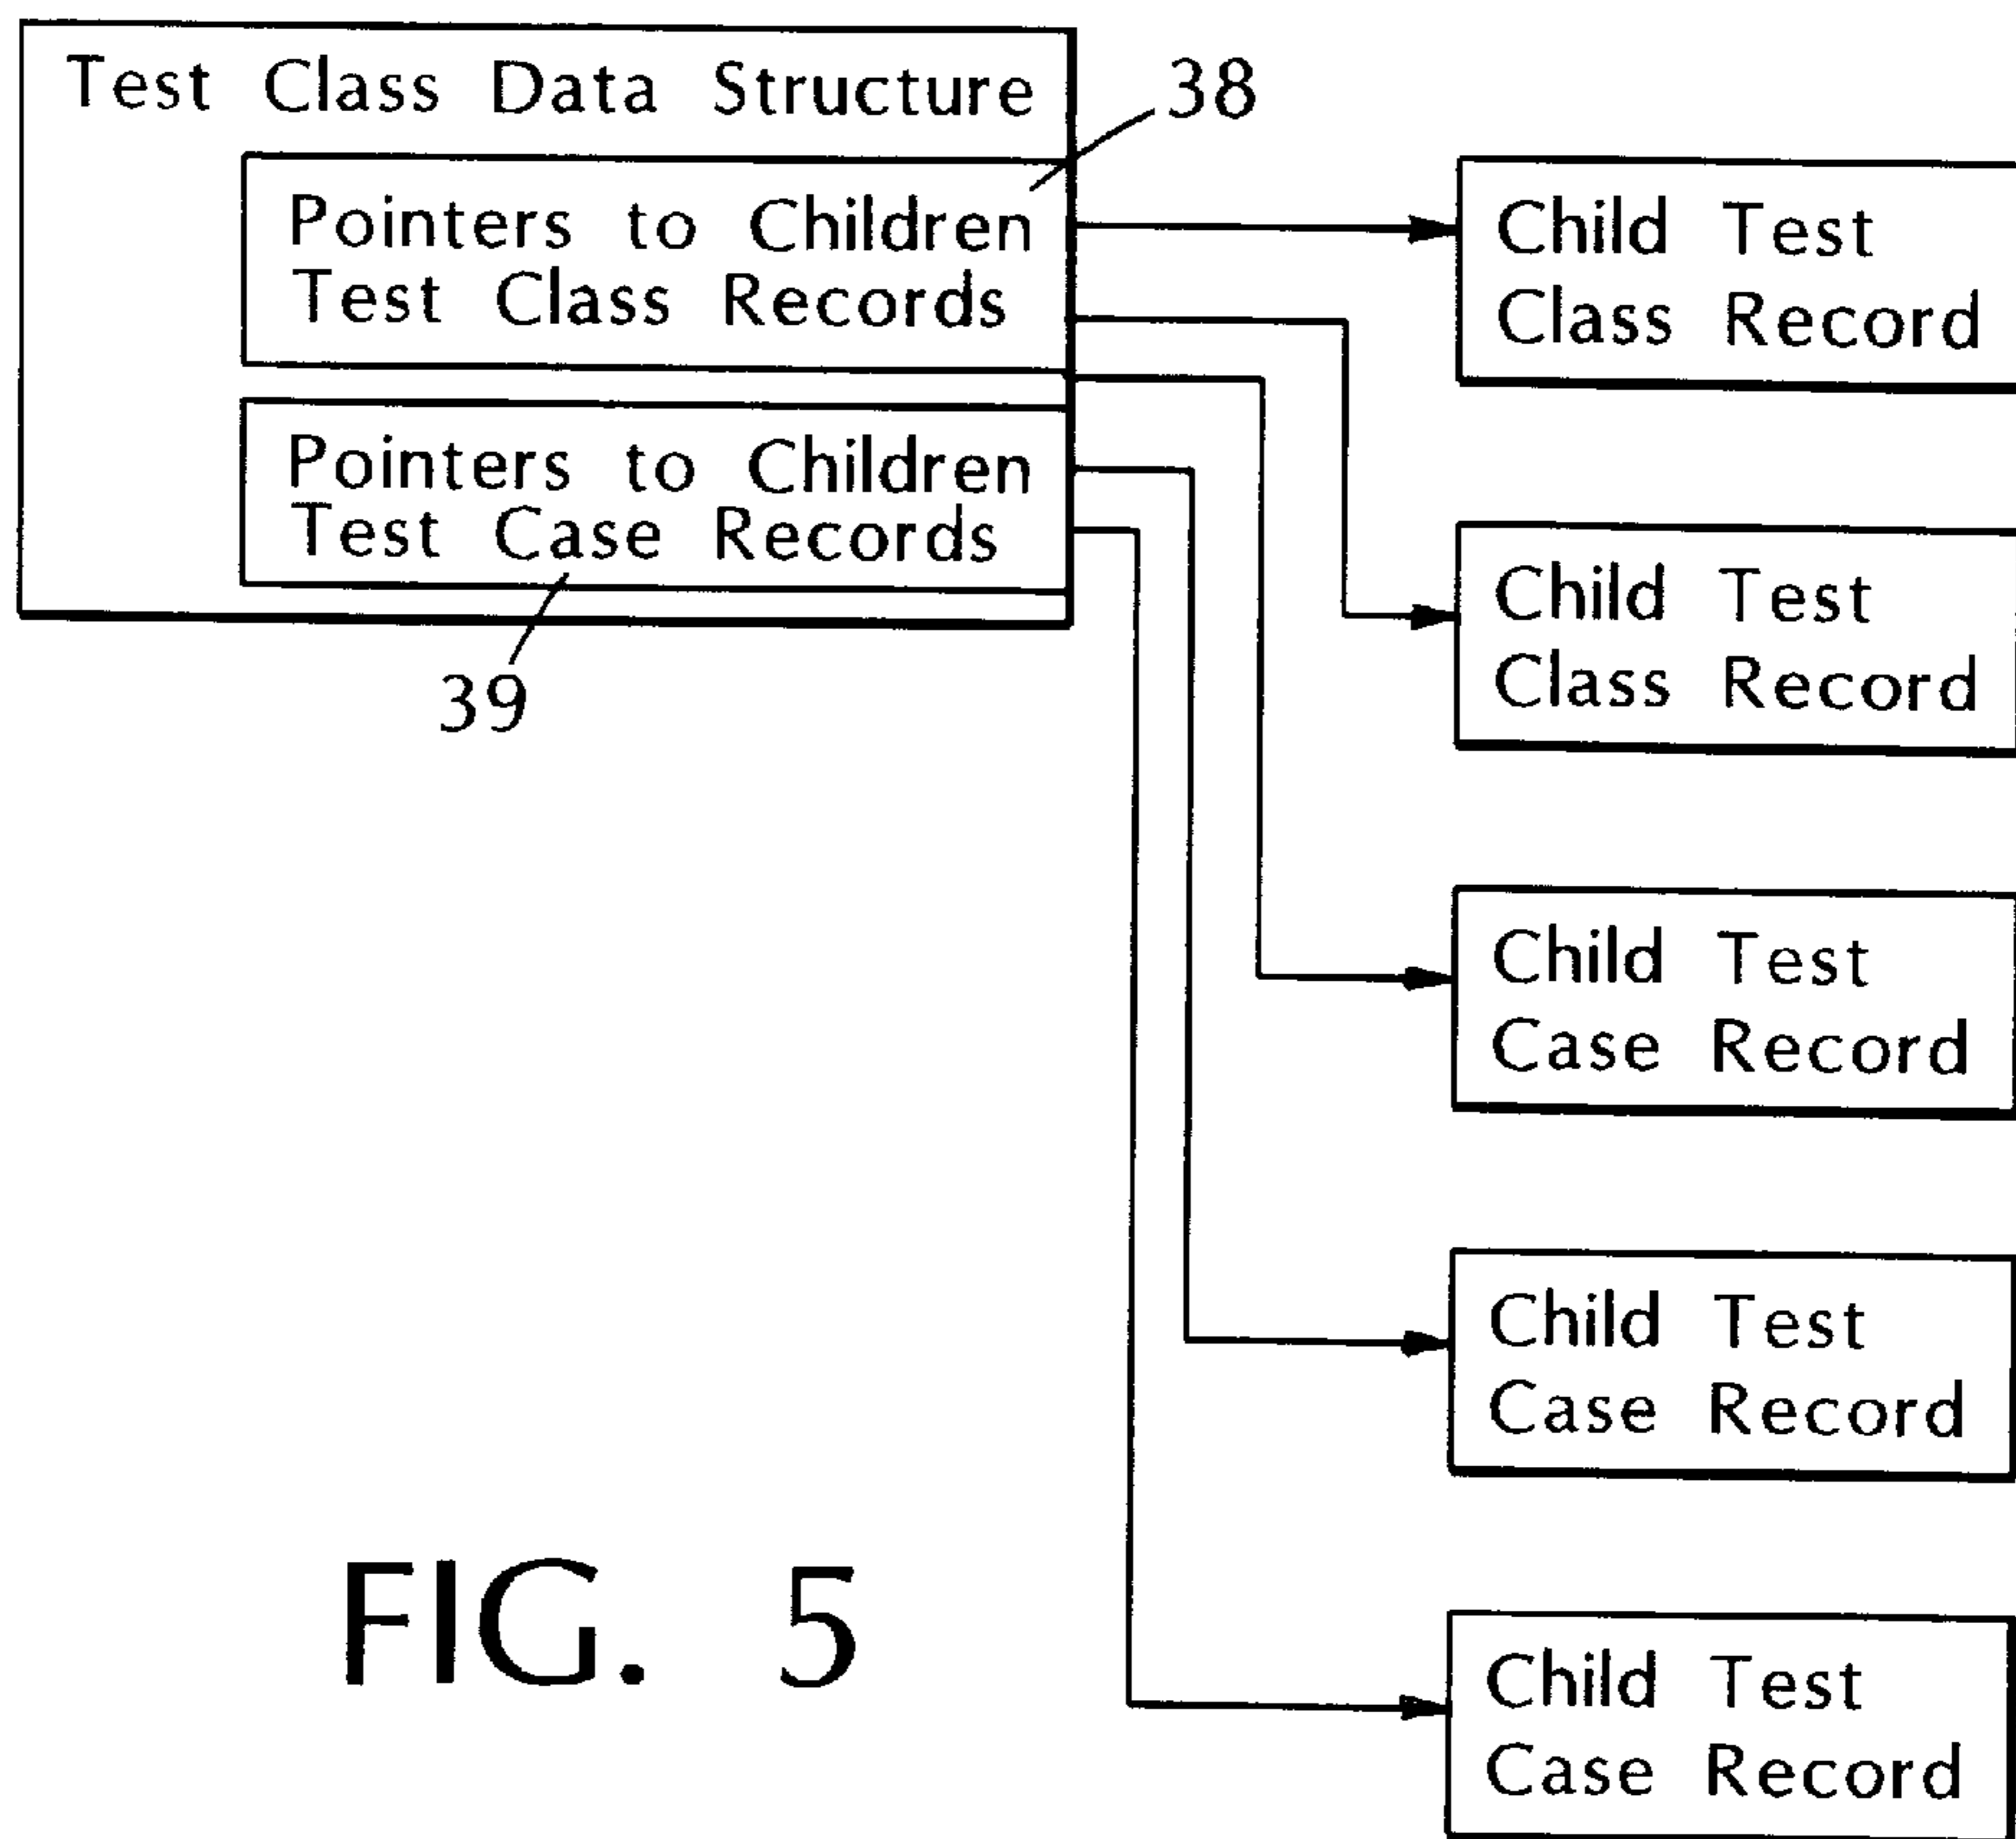 Test Class Data Structure
38
Pointers to Children
Test Class Records
Pointers to Children
Test Case Records
39
Child Test
Class Record
Child Test
Class Record
Child Test
Case Record
Child Test
Case Record
Child Test
Case Record
FIG. 5